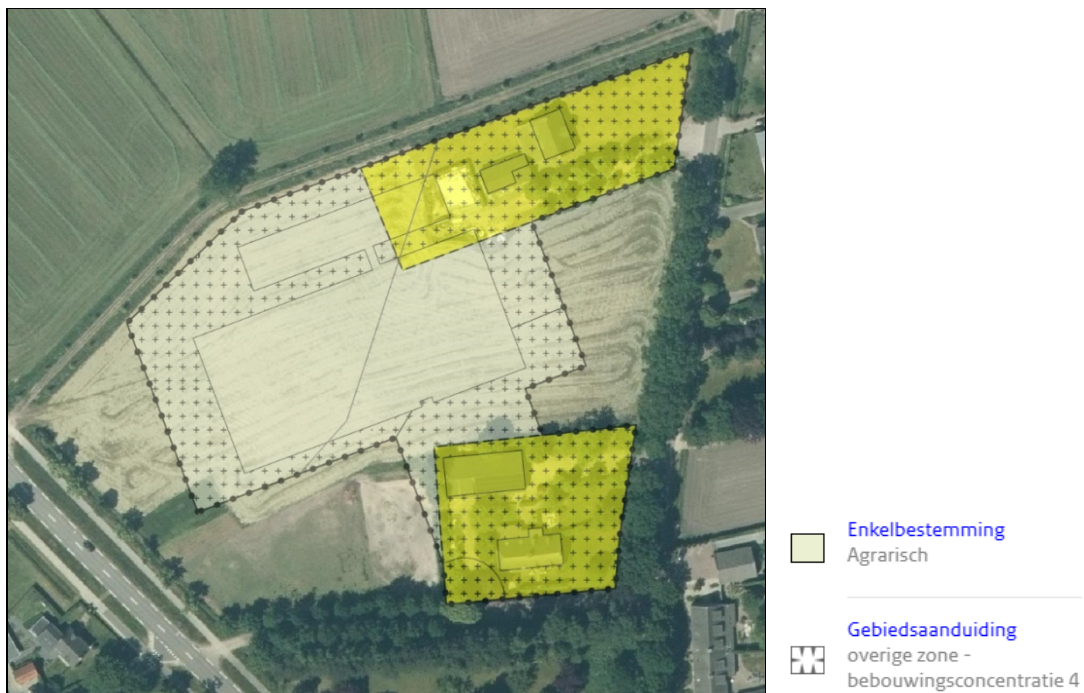 Enkelbestemming
Agrarisch
Gebiedsaanduiding
overige zone -
bebouwingsconcentratie 4